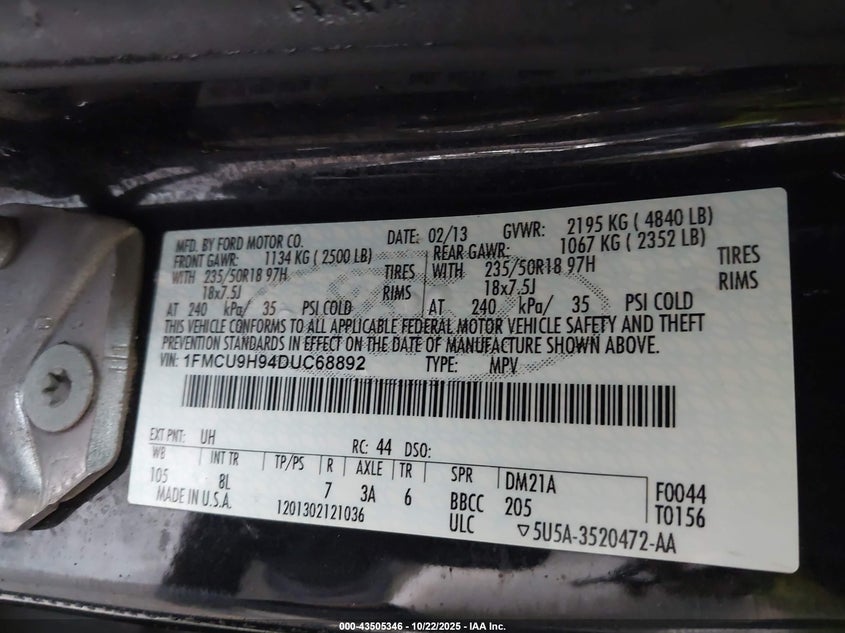 MFD. BY FORD MOTOR CO. DATE: 02/13 GVWR: 2195 KG ( 4840 LB)
FRONT GAWR: 1134 KG ( 2500 LB) REAR GAWR: 1067 KG ( 2352 LB)
WITH 235/50R18 97H TIRES WITH 235/50R18 97H TIRES
18x7.5J RIMS 18x7.5J RIMS
AT 240 kPa/ 35 PSI COLD AT 240 kPa/ 35 PSI COLD
THIS VEHICLE CONFORMS TO ALL APPLICABLE FEDERAL MOTOR VEHICLE SAFETY AND THEFT
PREVENTION STANDARDS IN EFFECT ON THE DATE OF MANUFACTURE SHOWN ABOVE.
VIN: 1FMCU9H94DUC68892 TYPE: MPV
EXT PNT: UH RC: 44 DSO:
WB INT TR TP/PS R AXLE TR SPR DM21A F0044
105 8L 7 3A 6 BBCC 205 T0156
MADE IN U.S.A. 1201302121036 ULC ▽5U5A-3520472-AA
000-43505346 - 10/22/2025 - IAA Inc.